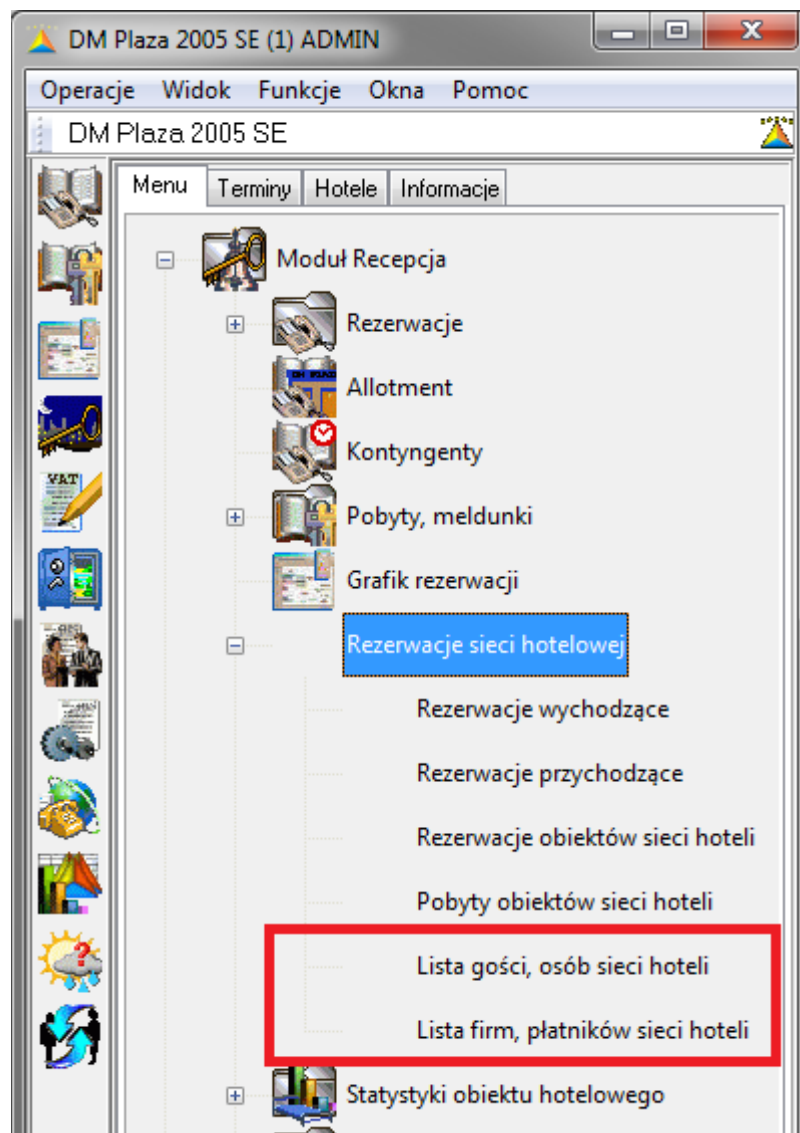 DM Plaza 2005 SE (1) ADMIN
Operacje Widok Funkcje Okna Pomoc
DM Plaza 2005 SE
Menu Terminy Hotele Informacje
Moduł Recepcja
Rezerwacje
Allotment
Kontyngenty
Pobyty, meldunki
Grafik rezerwacji
Rezerwacje sieci hotelowej
Rezerwacje wychodzące
Rezerwacje przychodzące
Rezerwacje obiektów sieci hoteli
Pobyty obiektów sieci hoteli
Lista gości, osób sieci hoteli
Lista firm, płatników sieci hoteli
Statystyki obiektu hotelowego
VAT